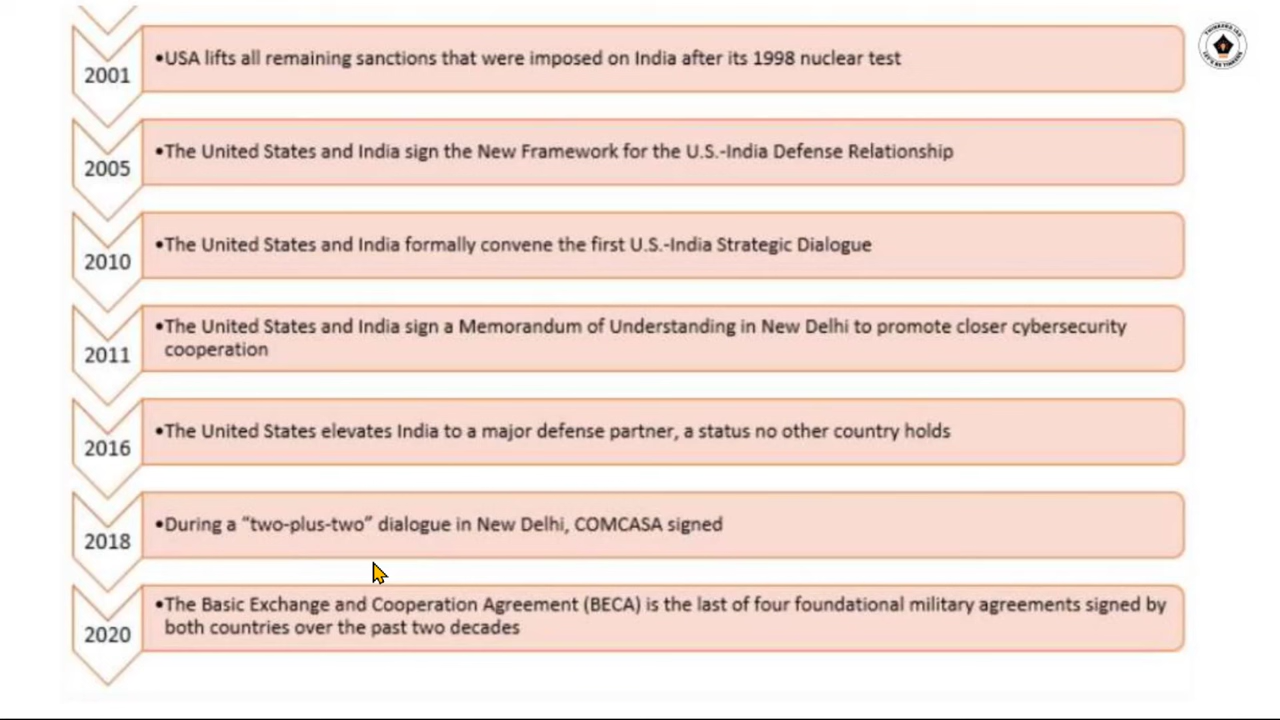 2001
•USA lifts all remaining sanctions that were imposed on India after its 1998 nuclear test
2005
•The United States and India sign the New Framework for the U.S.-India Defense Relationship
2010
•The United States and India formally convene the first U.S.-India Strategic Dialogue
2011
•The United States and India sign a Memorandum of Understanding in New Delhi to promote closer cybersecurity
cooperation
2016
•The United States elevates India to a major defense partner, a status no other country holds
2018
•During a “two-plus-two” dialogue in New Delhi, COMCASA signed
2020
•The Basic Exchange and Cooperation Agreement (BECA) is the last of four foundational military agreements signed by
both countries over the past two decades